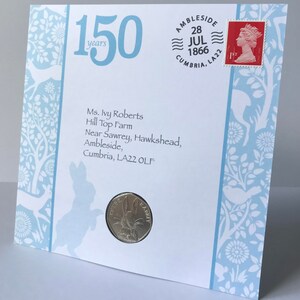 150
years
AMBLESIDE
28
JUL
1866
CUMBRIA, LA22
1ST
Ms. Ivy Roberts
Hill Top Farm
Near Sawrey, Hawkshead,
Ambleside,
Cumbria, LA22 0LF